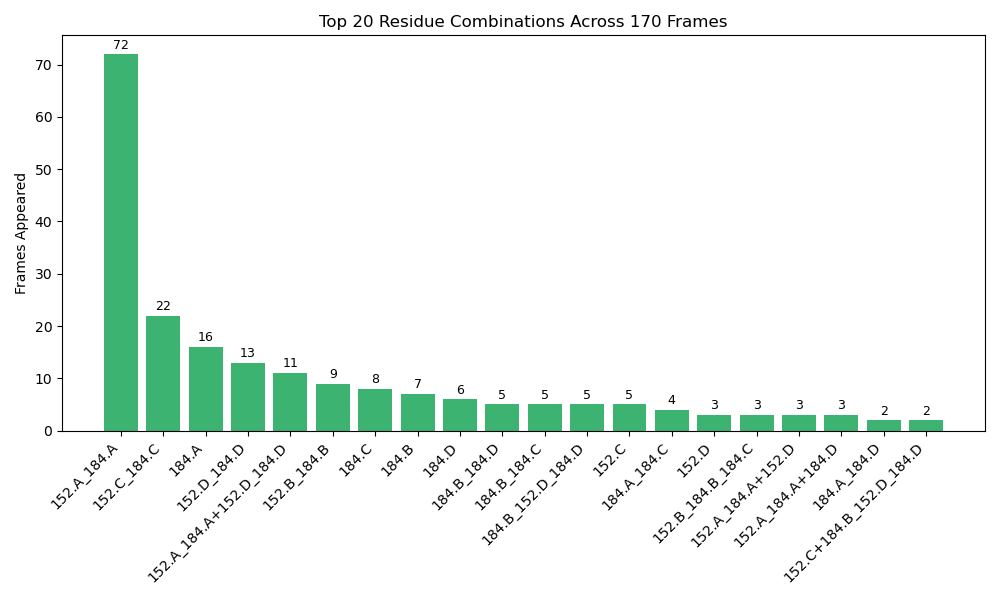 Top 20 Residue Combinations Across 170 Frames
Frames Appeared
70
60
50
40
30
20
10
0
72
22
16
13
11
9
8
7
6
5
5
5
5
4
3
3
3
3
2
2
152.A_184.A
152.C_184.C
184.A
152.D_184.D
152.A_184.A+152.D_184.D
152.B_184.B
184.C
184.B
184.D
184.B_184.D
184.B_184.C
184.B_152.D_184.D
152.C
184.A_184.C
152.D
152.B_184.B_184.C
152.A_184.A+152.D
152.A_184.A+184.D
184.A_184.D
152.C+184.B_152.D_184.D